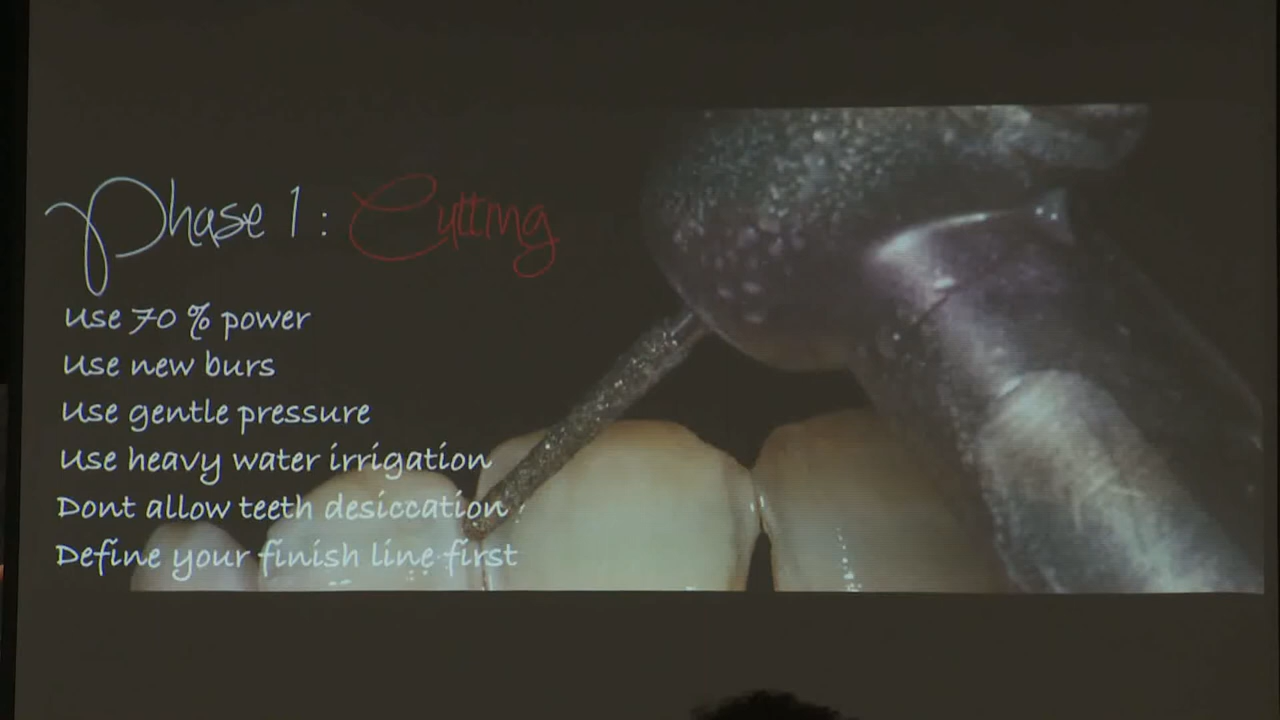 Phase 1 : Cutting
Use 70 % power
Use new burs
Use gentle pressure
Use heavy water irrigation
Dont allow teeth desiccation
Define your finish line first